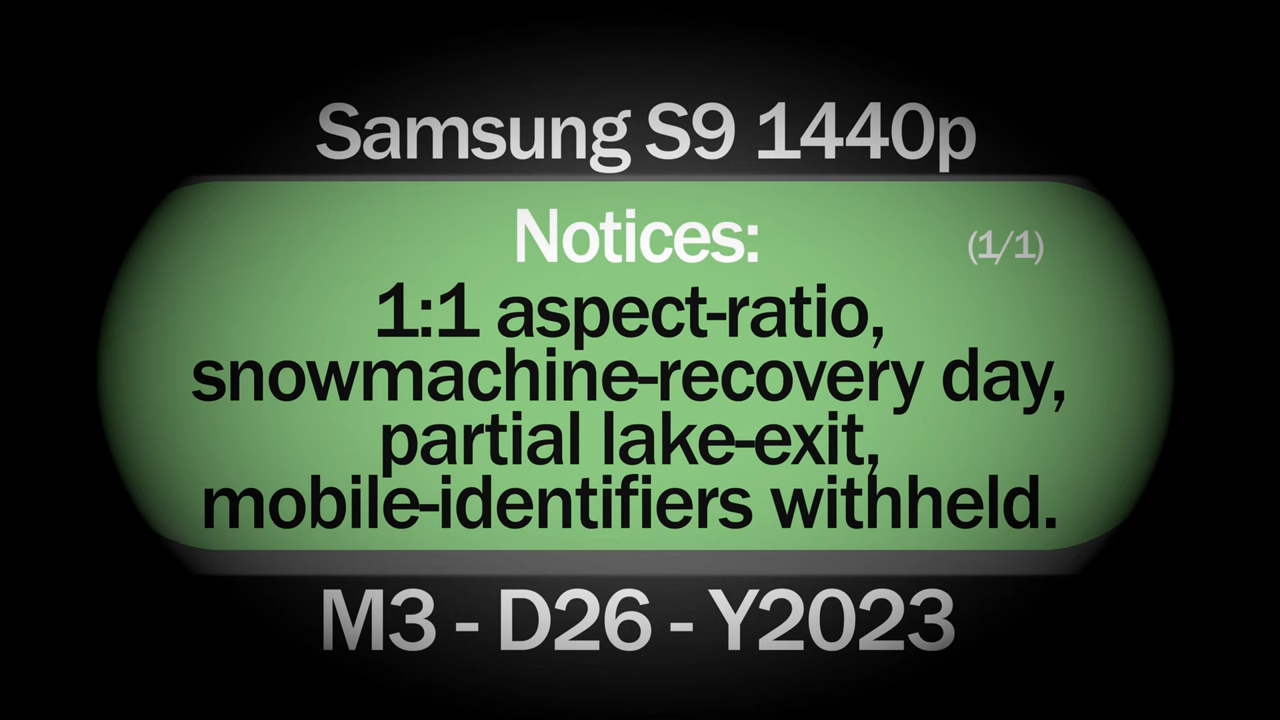 Samsung S9 1440p
Notices:
(1/1)
1:1 aspect-ratio,
snowmachine-recovery day,
partial lake-exit,
mobile-identifiers withheld.
M3 - D26 - Y2023